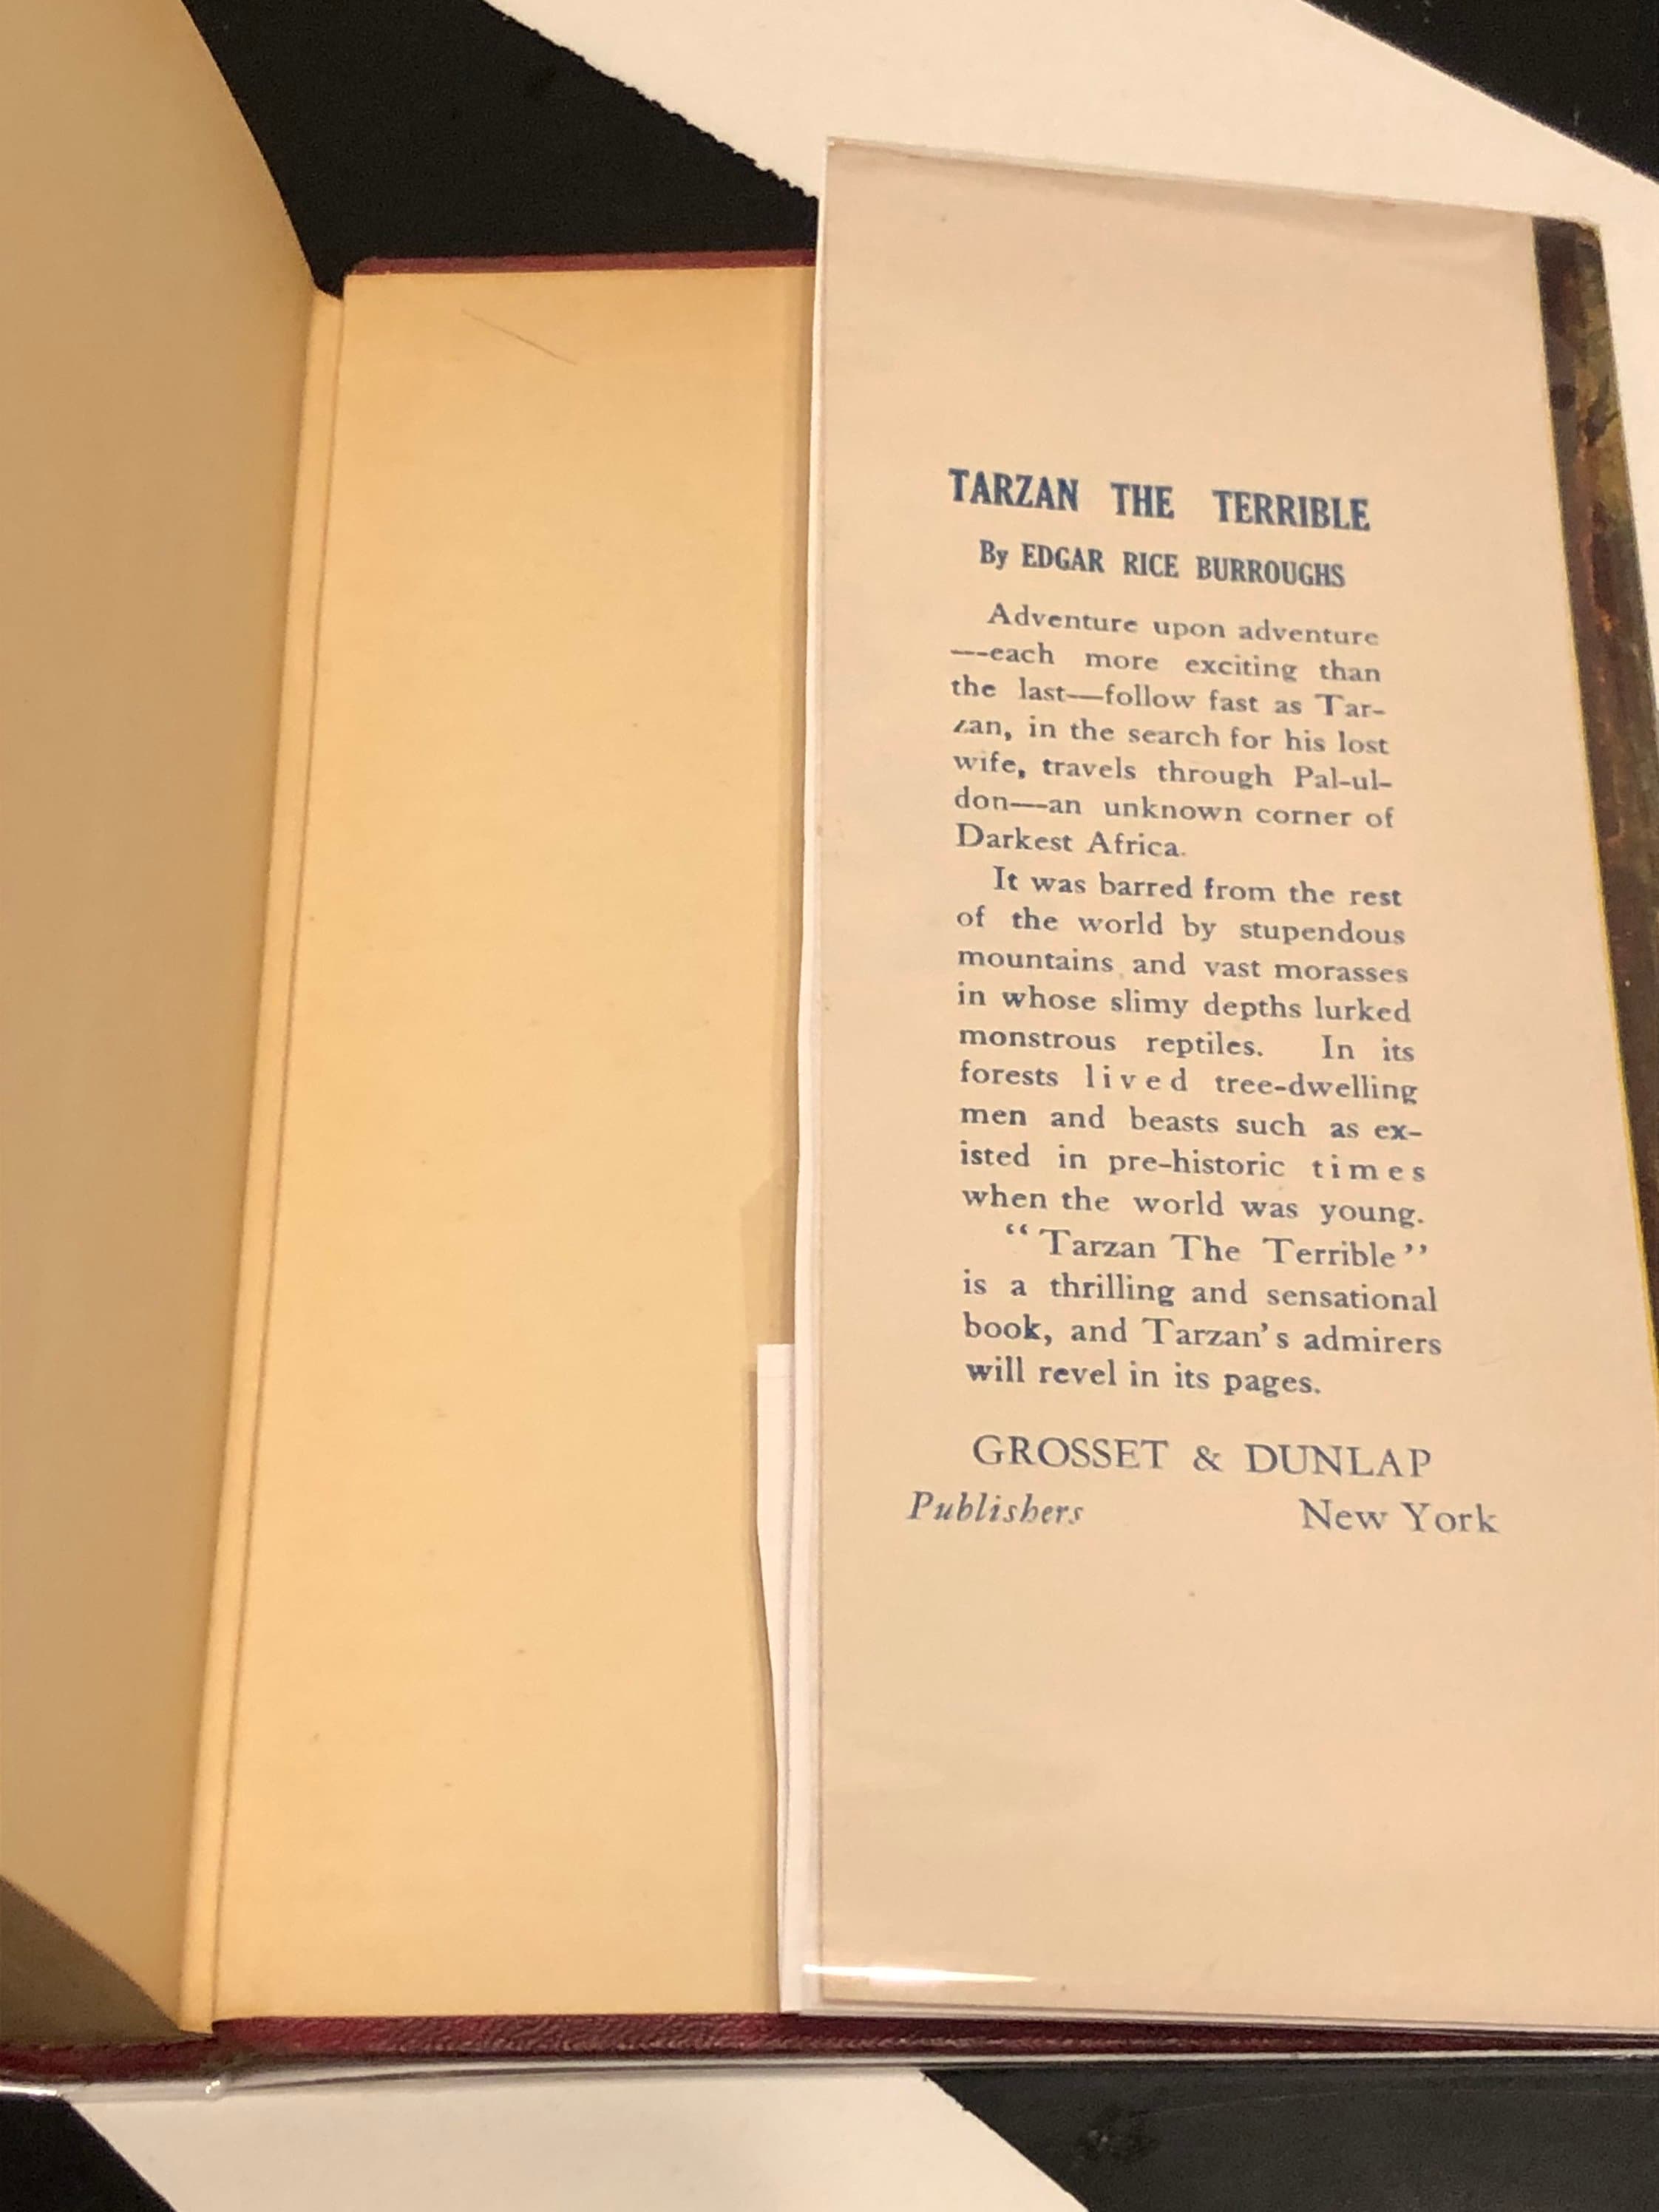 TARZAN THE TERRIBLE
By EDGAR RICE BURROUGHS
Adventure upon adventure
—-each more exciting than
the last—follow fast as Tar-
zan, in the search for his lost
wife, travels through Pal-ul-
don—an unknown corner of
Darkest Africa.
It was barred from the rest
of the world by stupendous
mountains and vast morasses
in whose slimy depths lurked
monstrous reptiles. In its
forests lived tree-dwelling
men and beasts such as ex-
isted in pre-historic times
when the world was young.
“Tarzan The Terrible”
is a thrilling and sensational
book, and Tarzan's admirers
will revel in its pages.
GROSSET & DUNLAP
Publishers New York